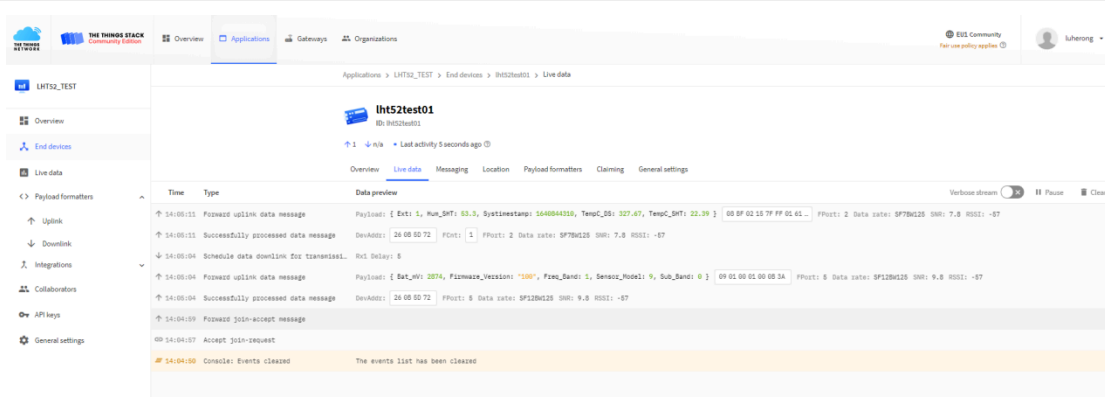 THE THINGS
NETWORK
THE THINGS STACK
Community Edition
Overview
Applications
Gateways
Organizations
EU1 Community
Fair use policy applies
luherong
LHT52_TEST
Overview
End devices
Live data
Payload formatters
Uplink
Downlink
Integrations
Collaborators
API keys
General settings
Applications > LHT52_TEST > End devices > lht52test01 > Live data
lht52test01
ID: lht52test01
↑ 1 ↓ n/a • Last activity 5 seconds ago
Overview Live data Messaging Location Payload formatters Claiming General settings
Time Type Data preview Verbose stream Pause Clear
↑ 14:05:11 Forward uplink data message Payload: { Ext: 1, Hum_SHT: 53.3, Systimestamp: 1640844310, TempC_DS: 327.67, TempC_SHT: 22.39 } 08 BF 02 15 7F FF 01 61 … FPort: 2 Data rate: SF7BW125 SNR: 7.8 RSSI: -57
↑ 14:05:11 Successfully processed data message DevAddr: 26 0B 5D 72 FCnt: 1 FPort: 2 Data rate: SF7BW125 SNR: 7.8 RSSI: -57
↓ 14:05:04 Schedule data downlink for transmissi… Rx1 Delay: 5
↑ 14:05:04 Forward uplink data message Payload: { Bat_mV: 2874, Firmware_Version: "100", Freq_Band: 1, Sensor_Model: 9, Sub_Band: 0 } 09 01 00 01 00 0B 3A FPort: 5 Data rate: SF12BW125 SNR: 9.8 RSSI: -57
↑ 14:05:04 Successfully processed data message DevAddr: 26 0B 5D 72 FPort: 5 Data rate: SF12BW125 SNR: 9.8 RSSI: -57
↑ 14:04:59 Forward join-accept message
14:04:57 Accept join-request
14:04:50 Console: Events cleared The events list has been cleared